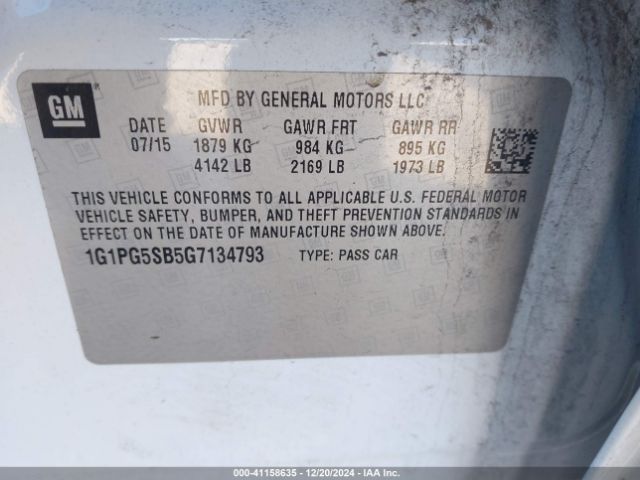 GM
MFD BY GENERAL MOTORS LLC
DATE GVWR GAWR FRT GAWR RR
07/15 1879 KG 984 KG 895 KG
4142 LB 2169 LB 1973 LB
THIS VEHICLE CONFORMS TO ALL APPLICABLE U.S. FEDERAL MOTOR
VEHICLE SAFETY, BUMPER, AND THEFT PREVENTION STANDARDS IN
EFFECT ON THE DATE OF MANUFACTURE SHOWN ABOVE.
1G1PG5SB5G7134793 TYPE: PASS CAR
000-41158635 - 12/20/2024 - IAAI.COM